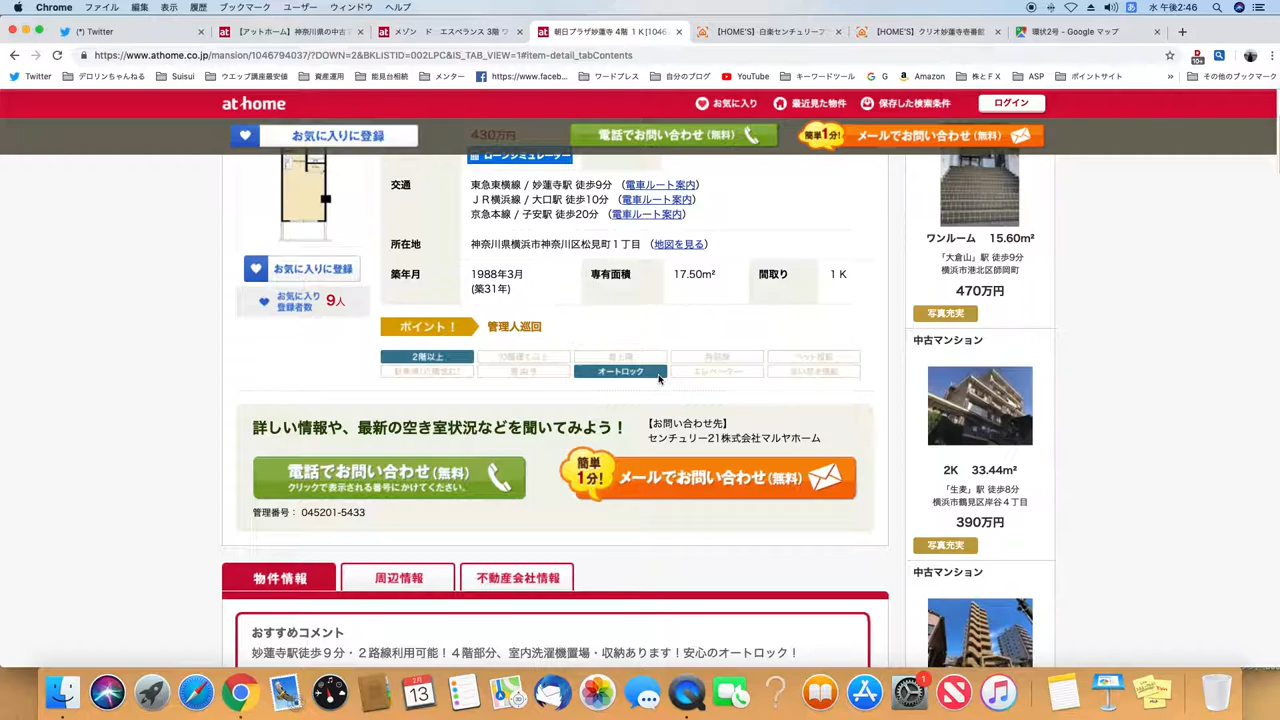 Chrome ファイル 編集 表示 履歴 ブックマーク ユーザー ウィンドウ ヘルプ
水 午後2:46
(*) Twitter
【アットホーム】神奈川県の中古
メゾン ド エスペランス 3階 ワ
朝日プラザ妙蓮寺 4階 1K[1046
【HOME'S】白楽センチュリープ
【HOME'S】クリオ妙蓮寺壱番館
環状2号 - Google マップ
https://www.athome.co.jp/mansion/1046794037/?DOWN=2&BKLISTID=002LPC&IS_TAB_VIEW=1#item-detail_tabContents
Twitter
デロリンちゃんねる
Suisui
ウエッブ講座最安値
資産運用
能見台相続
メンター
https://www.faceb...
ワードプレス
自分のブログ
YouTube
キーワードツール
G
Amazon
株とFX
ASP
ポイントサイト
その他のブックマーク
at home
お気に入り
最近見た物件
保存した検索条件
ログイン
お気に入りに登録
430万円
電話でお問い合わせ(無料)
簡単1分! メールでお問い合わせ(無料)
ローンシミュレーター
交通
東急東横線 / 妙蓮寺駅 徒歩9分 (電車ルート案内)
ＪＲ横浜線 / 大口駅 徒歩10分 (電車ルート案内)
京急本線 / 子安駅 徒歩20分 (電車ルート案内)
所在地
神奈川県横浜市神奈川区松見町１丁目 (地図を見る)
築年月
1988年3月
(築31年)
専有面積
17.50m²
間取り
1K
お気に入りに登録
お気に入り
登録者数 9人
ポイント！
管理人巡回
2階以上
最上階
角部屋
ペット相談
オートロック
エレベーター
詳しい情報や、最新の空き室状況などを聞いてみよう！
【お問い合わせ先】
センチュリー21株式会社マルヤホーム
電話でお問い合わせ(無料)
クリックで表示される番号にかけてください。
簡単
1分!
メールでお問い合わせ(無料)
管理番号： 045201-5433
物件情報
周辺情報
不動産会社情報
おすすめコメント
妙蓮寺駅徒歩９分・２路線利用可能！４階部分、室内洗濯機置場・収納あります！安心のオートロック！
ワンルーム 15.60m²
「大倉山」駅 徒歩9分
横浜市港北区師岡町
470万円
写真充実
中古マンション
2K 33.44m²
「生麦」駅 徒歩8分
横浜市鶴見区岸谷４丁目
390万円
写真充実
中古マンション